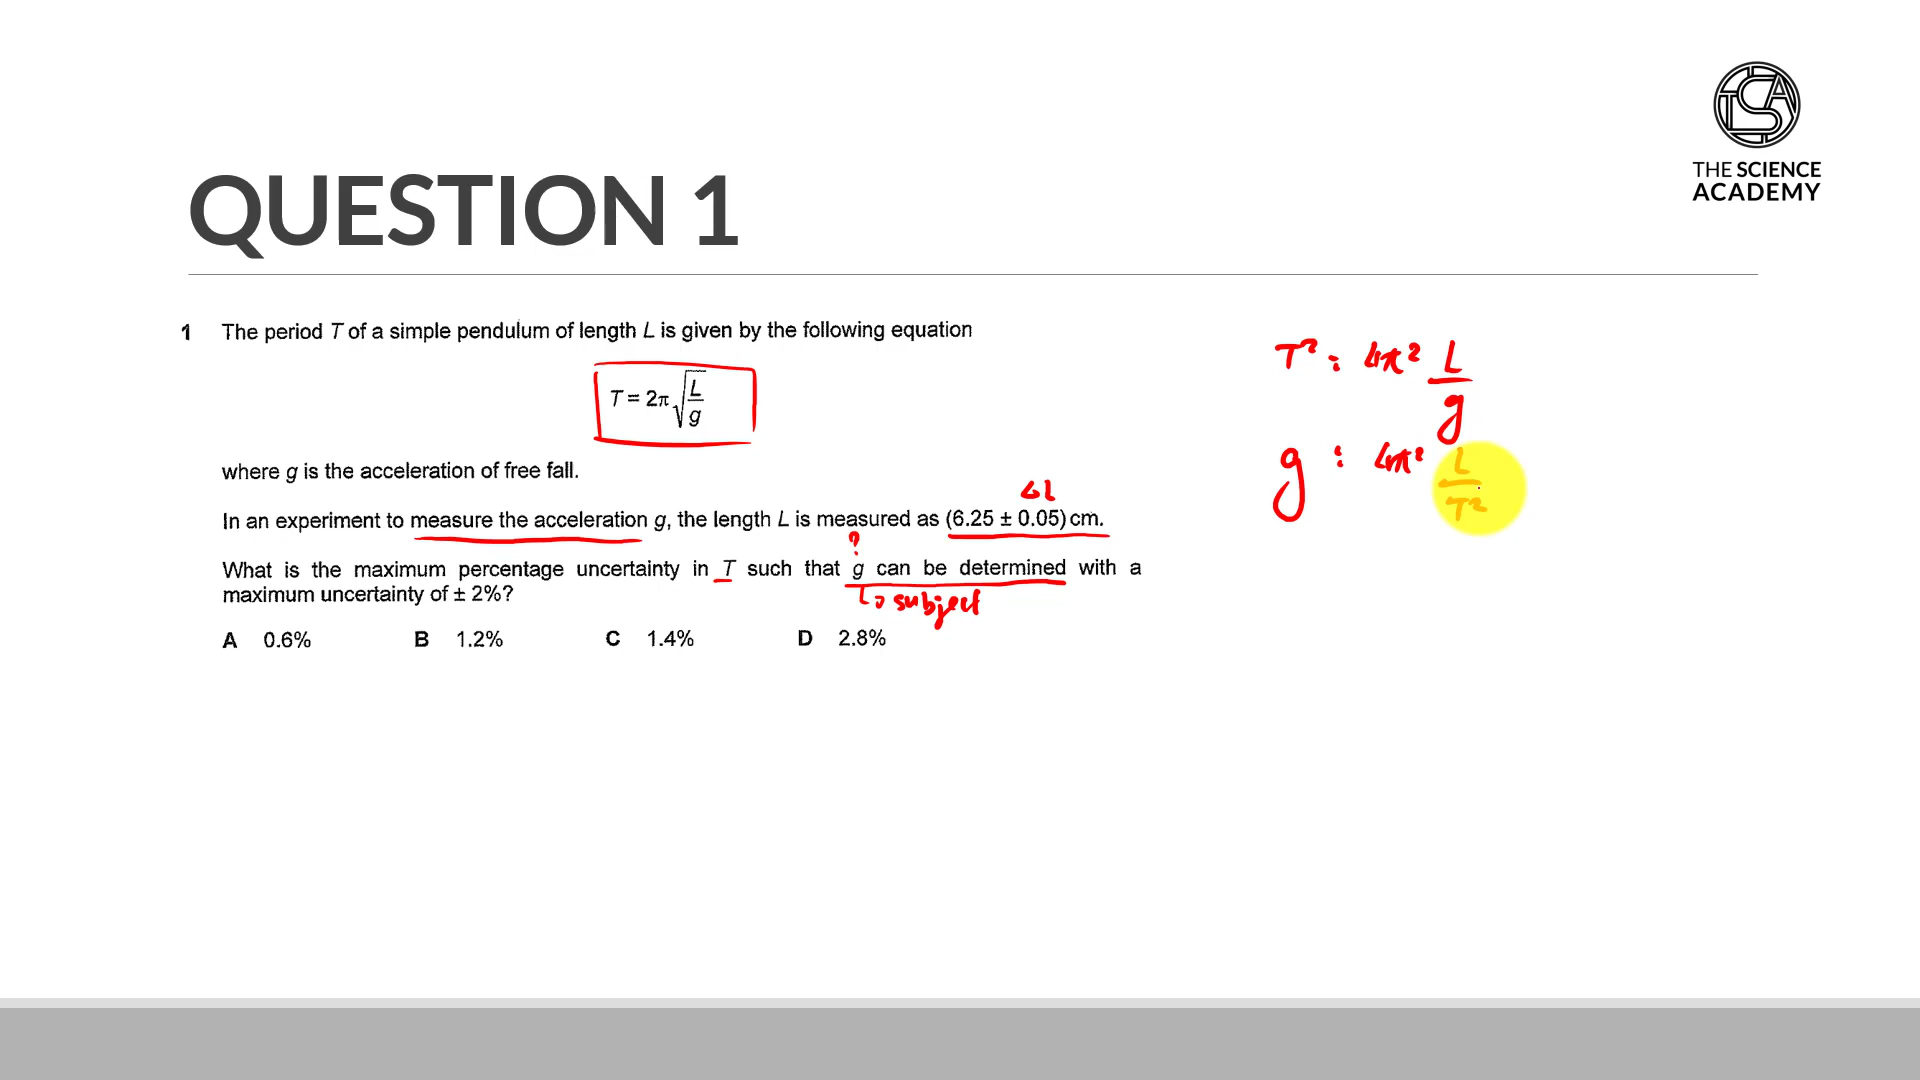 THE SCIENCE
ACADEMY
QUESTION 1
1 The period T of a simple pendulum of length L is given by the following equation
T = 2π √(L/g)
where g is the acceleration of free fall.
ΔL
In an experiment to measure the acceleration g, the length L is measured as (6.25 ± 0.05) cm.
?
What is the maximum percentage uncertainty in T such that g can be determined with a
maximum uncertainty of ± 2%?
↳ subject
A 0.6% B 1.2% C 1.4% D 2.8%
T² = 4π² L/g
g = 4π² L/T²